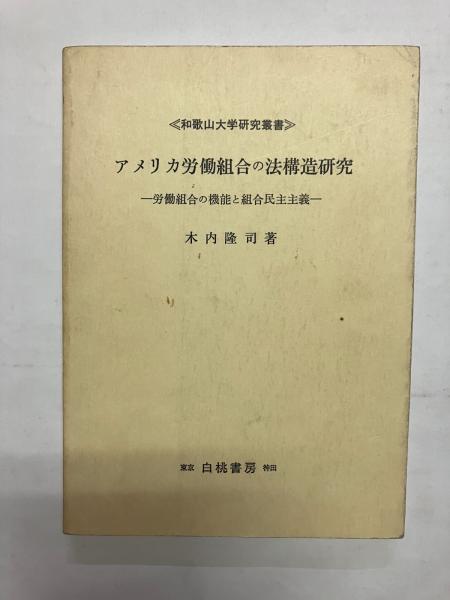 ≪和歌山大学研究叢書≫
アメリカ労働組合の法構造研究
―労働組合の機能と組合民主主義―
木内隆司著
東京 白桃書房 神田